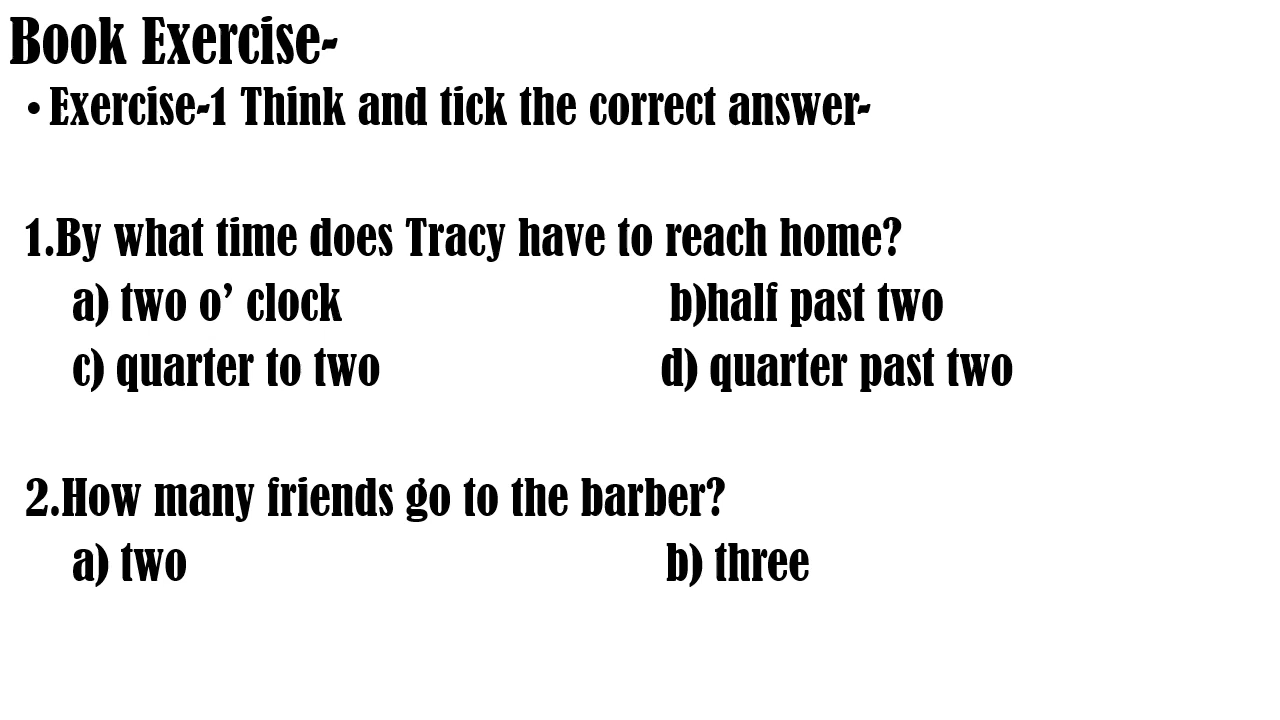 Book Exercise-
• Exercise-1 Think and tick the correct answer-
1.By what time does Tracy have to reach home?
a) two o’ clock b)half past two
c) quarter to two d) quarter past two
2.How many friends go to the barber?
a) two b) three